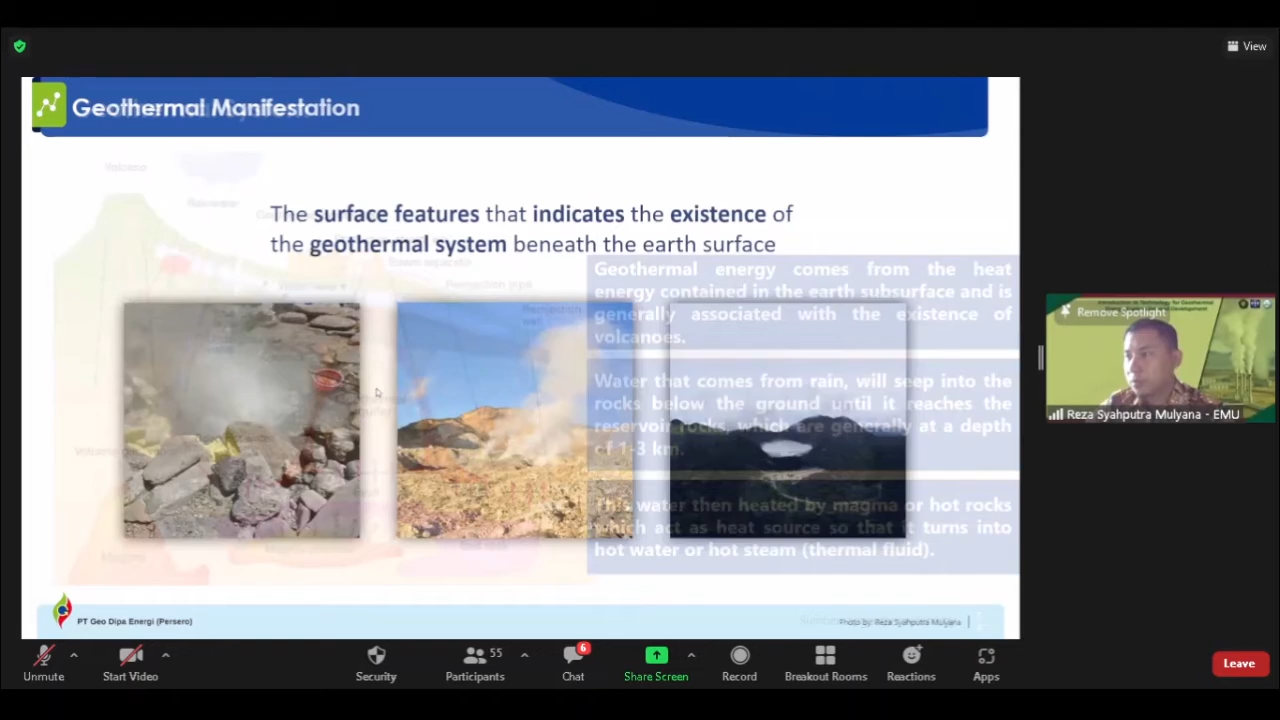 View
Geothermal Manifestation
Volcano
Rainwater
The surface features that indicates the existence of
the geothermal system beneath the earth surface
Geothermal energy comes from the heat
energy contained in the earth subsurface and is
generally associated with the existence of
volcanoes.
Water that comes from rain, will seep into the
rocks below the ground until it reaches the
reservoir rocks, which are generally at a depth
of 1-3 km.
This water then heated by magma or hot rocks
which act as heat source so that it turns into
hot water or hot steam (thermal fluid).
Magma
PT Geo Dipa Energi (Persero)
Photo by: Reza Syahputra Mulyana
Remove Spotlight
Reza Syahputra Mulyana - EMU
Unmute
Start Video
Security
55
Participants
6
Chat
Share Screen
Record
Breakout Rooms
Reactions
Apps
Leave